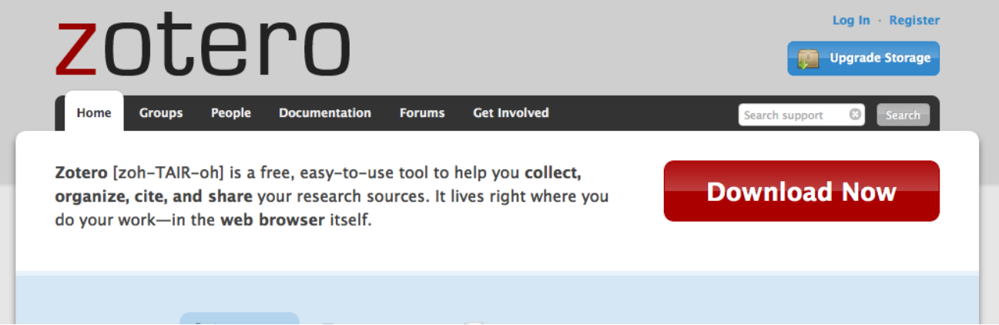 zotero
Log In · Register
Upgrade Storage
Home Groups People Documentation Forums Get Involved
Search support
Search
Zotero [zoh-TAIR-oh] is a free, easy-to-use tool to help you collect,
organize, cite, and share your research sources. It lives right where you
do your work—in the web browser itself.
Download Now